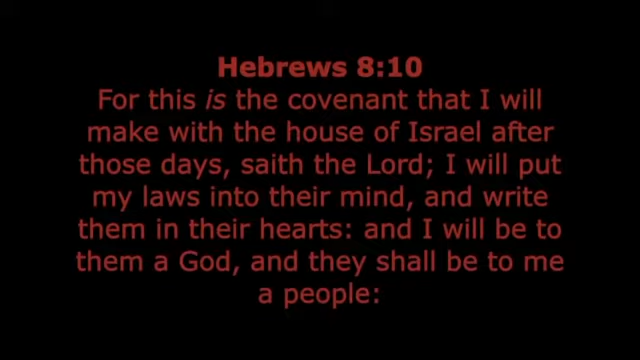 Hebrews 8:10
For this is the covenant that I will
make with the house of Israel after
those days, saith the Lord; I will put
my laws into their mind, and write
them in their hearts: and I will be to
them a God, and they shall be to me
a people: